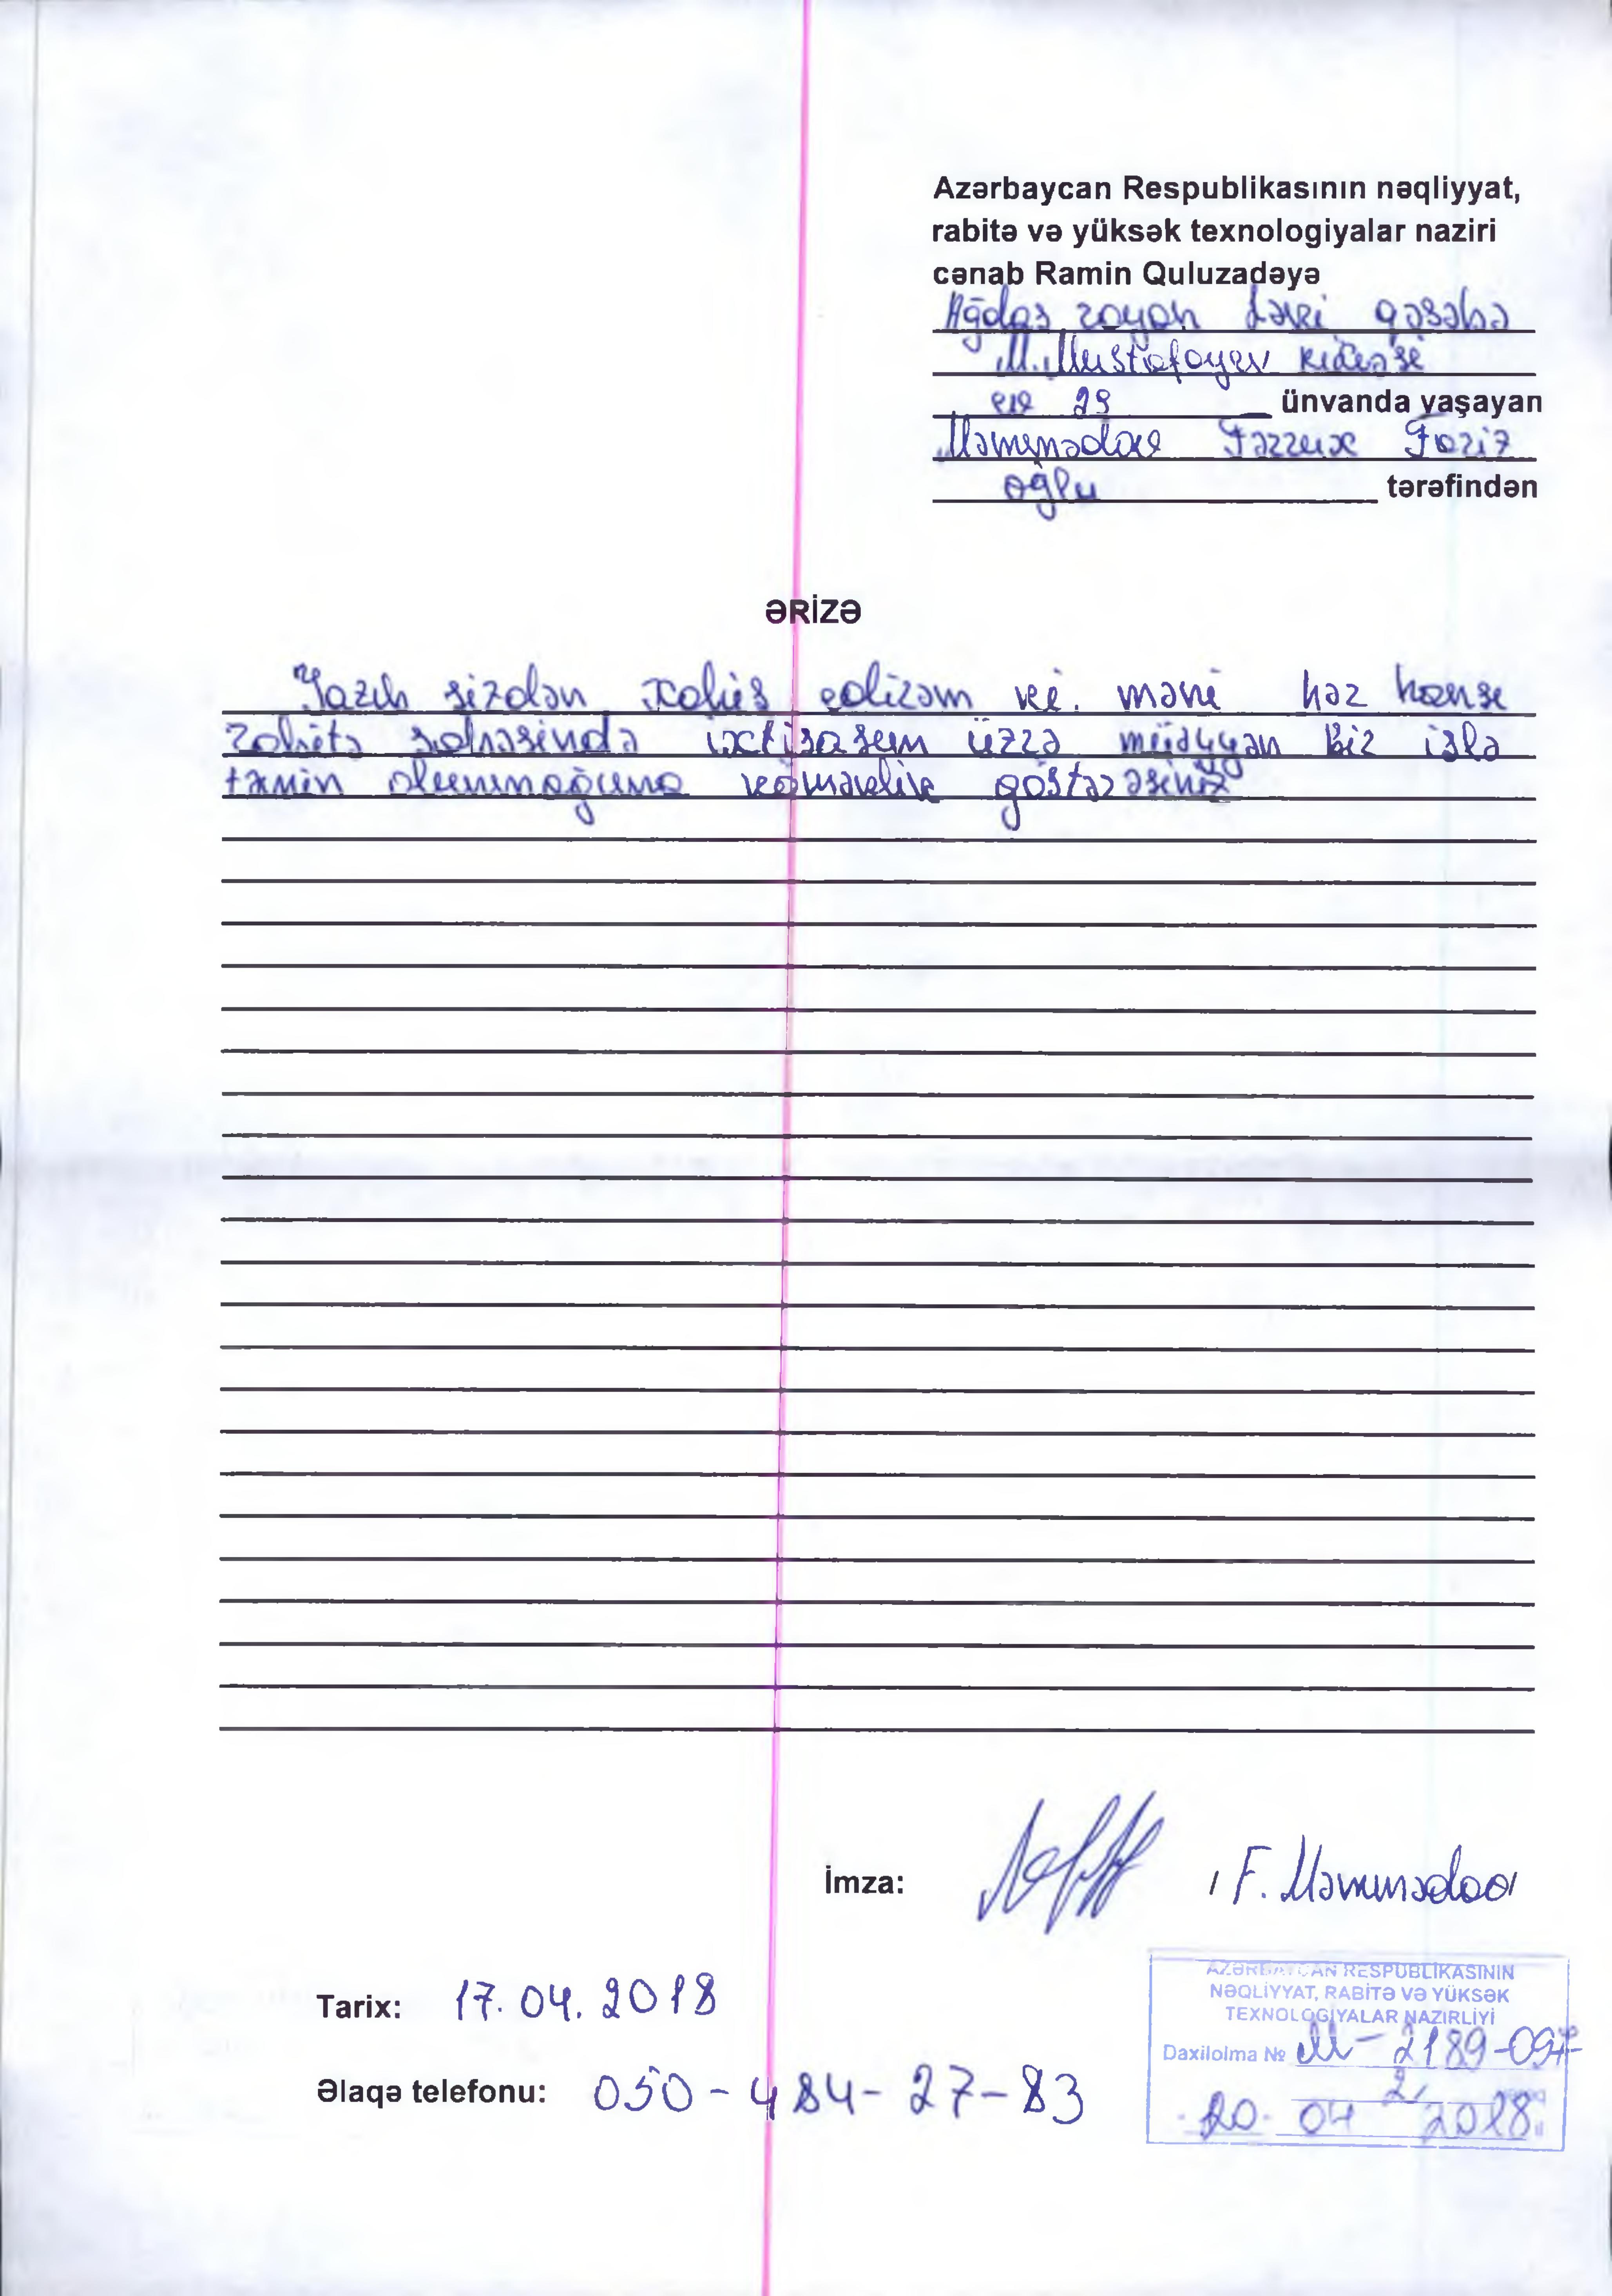 Azərbaycan Respublikasının nəqliyyat,
rabitə və yüksək texnologiyalar naziri
cənab Ramin Quluzadəyə
Ağdaş rayon Ləki qəsəbə
M. Mustafayev küçəsi
ev 29 ünvanda yaşayan
Məmmədov Fərrux Faziz
oğlu tərəfindən
ƏRİZƏ
Yazıb sizdən xahiş edirəm ki. məni hər hansı
rabitə sahəsində ixtisasım üzrə müəyyən bir işlə
təmin olunmağıma köməklik göstərəsiniz
İmza: / F. Məmmədov /
Tarix: 17.04.2018
Əlaqə telefonu: 050-484-27-83
AZƏRBAYCAN RESPUBLİKASININ
NƏQLİYYAT, RABİTƏ VƏ YÜKSƏK
TEXNOLOGİYALAR NAZİRLİYİ
Daxilolma № M-2189-09
20. 04 2018